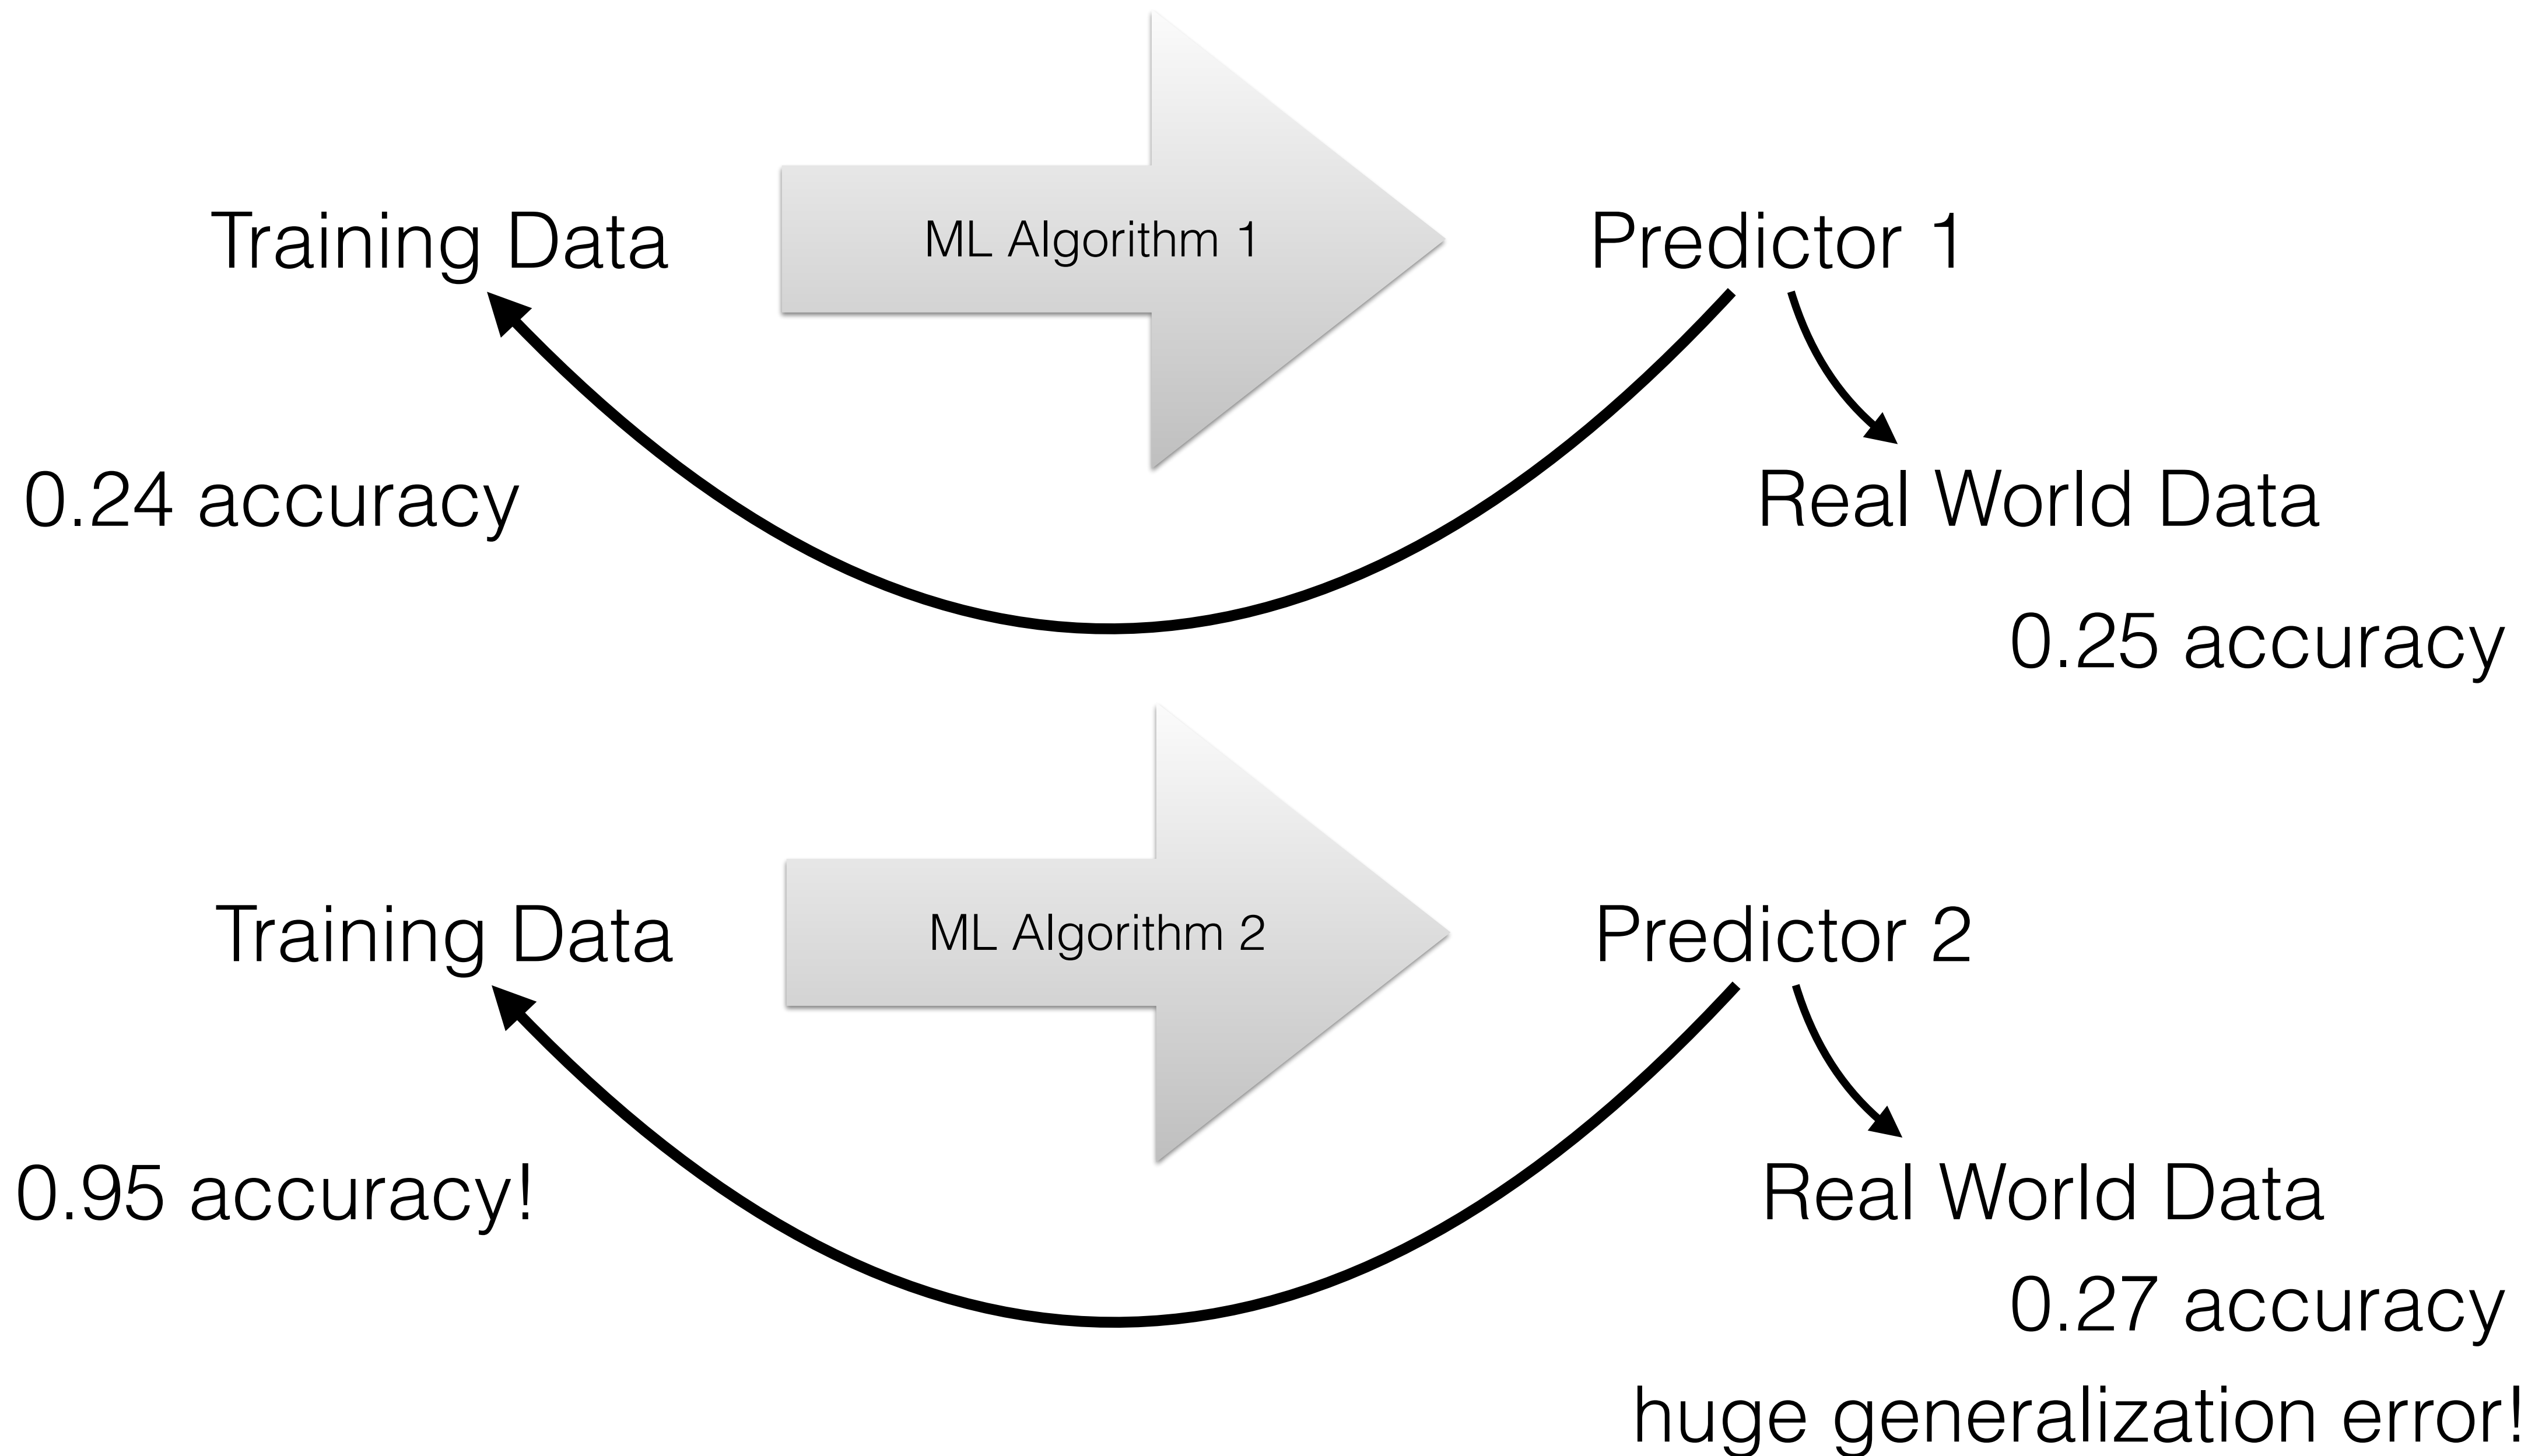 Training Data
ML Algorithm 1
Predictor 1
0.24 accuracy
Real World Data
0.25 accuracy
Training Data
ML Algorithm 2
Predictor 2
0.95 accuracy!
Real World Data
0.27 accuracy
huge generalization error!